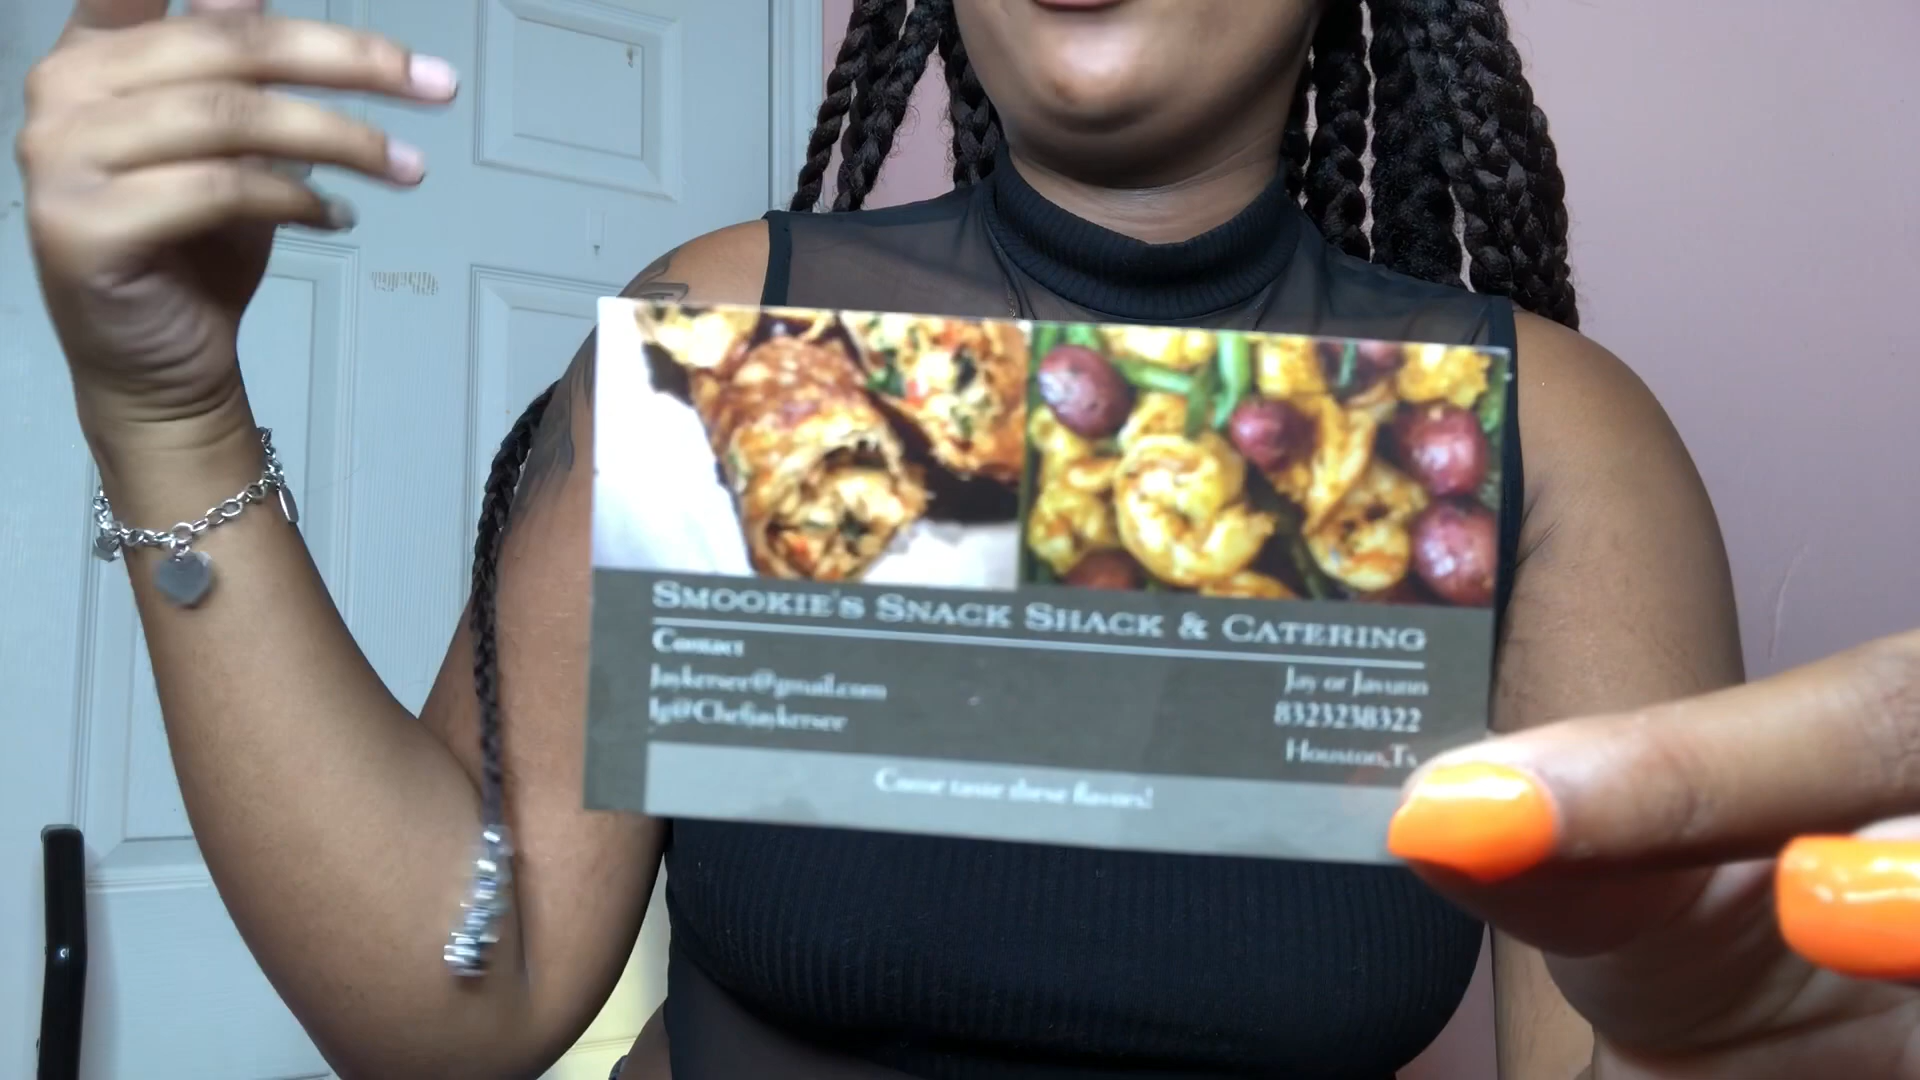 SMOOKIE'S SNACK SHACK & CATERING
Contact
Jaykersee@gmail.com
Ig@Chefjaykersee
Jay or Javunn
8323238322
Houston,Tx
Come taste these flavors!